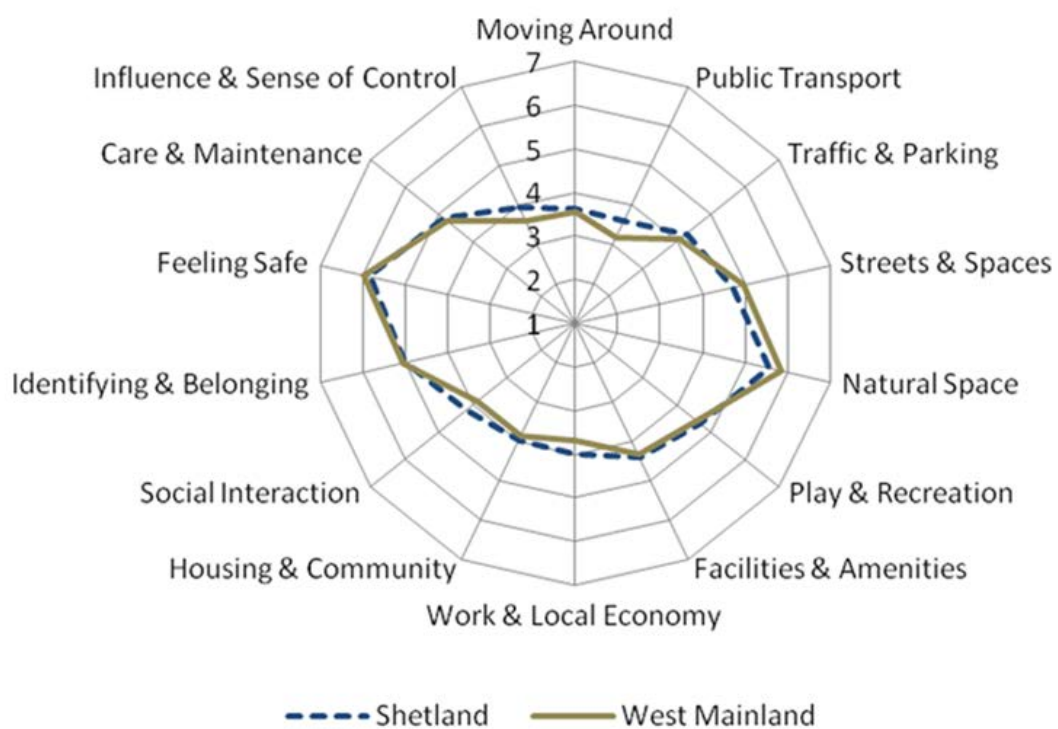 Moving Around
Influence & Sense of Control
Public Transport
Care & Maintenance
Traffic & Parking
Feeling Safe
Streets & Spaces
Identifying & Belonging
Natural Space
Social Interaction
Play & Recreation
Housing & Community
Facilities & Amenities
Work & Local Economy
7
6
5
4
3
2
1
Shetland
West Mainland